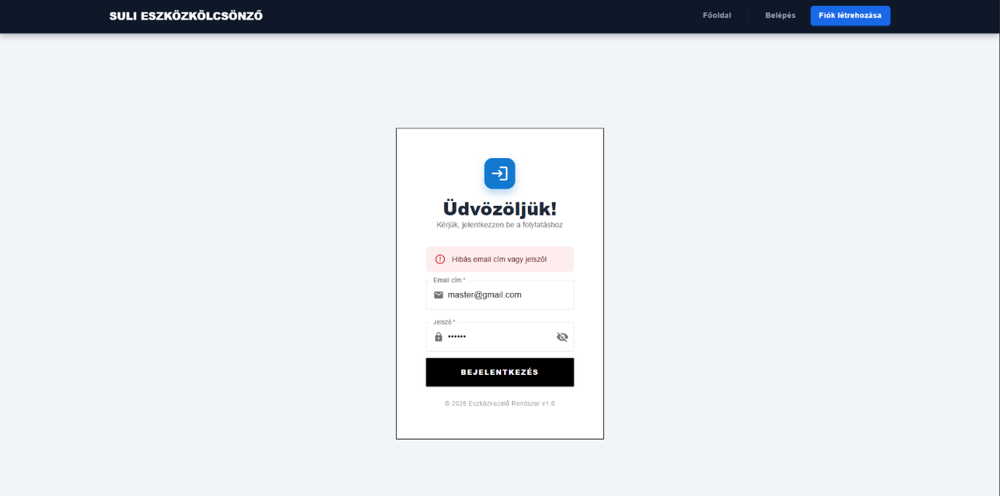 SULI ESZKÖZKÖLCSÖNZŐ
Főoldal
Belépés
Fiók létrehozása
Üdvözöljük!
Kérjük, jelentkezzen be a folytatáshoz
Hibás email cím vagy jelszó!
Email cím *
master@gmail.com
Jelszó *
••••••
BEJELENTKEZÉS
© 2026 Eszközkezelő Rendszer v1.0